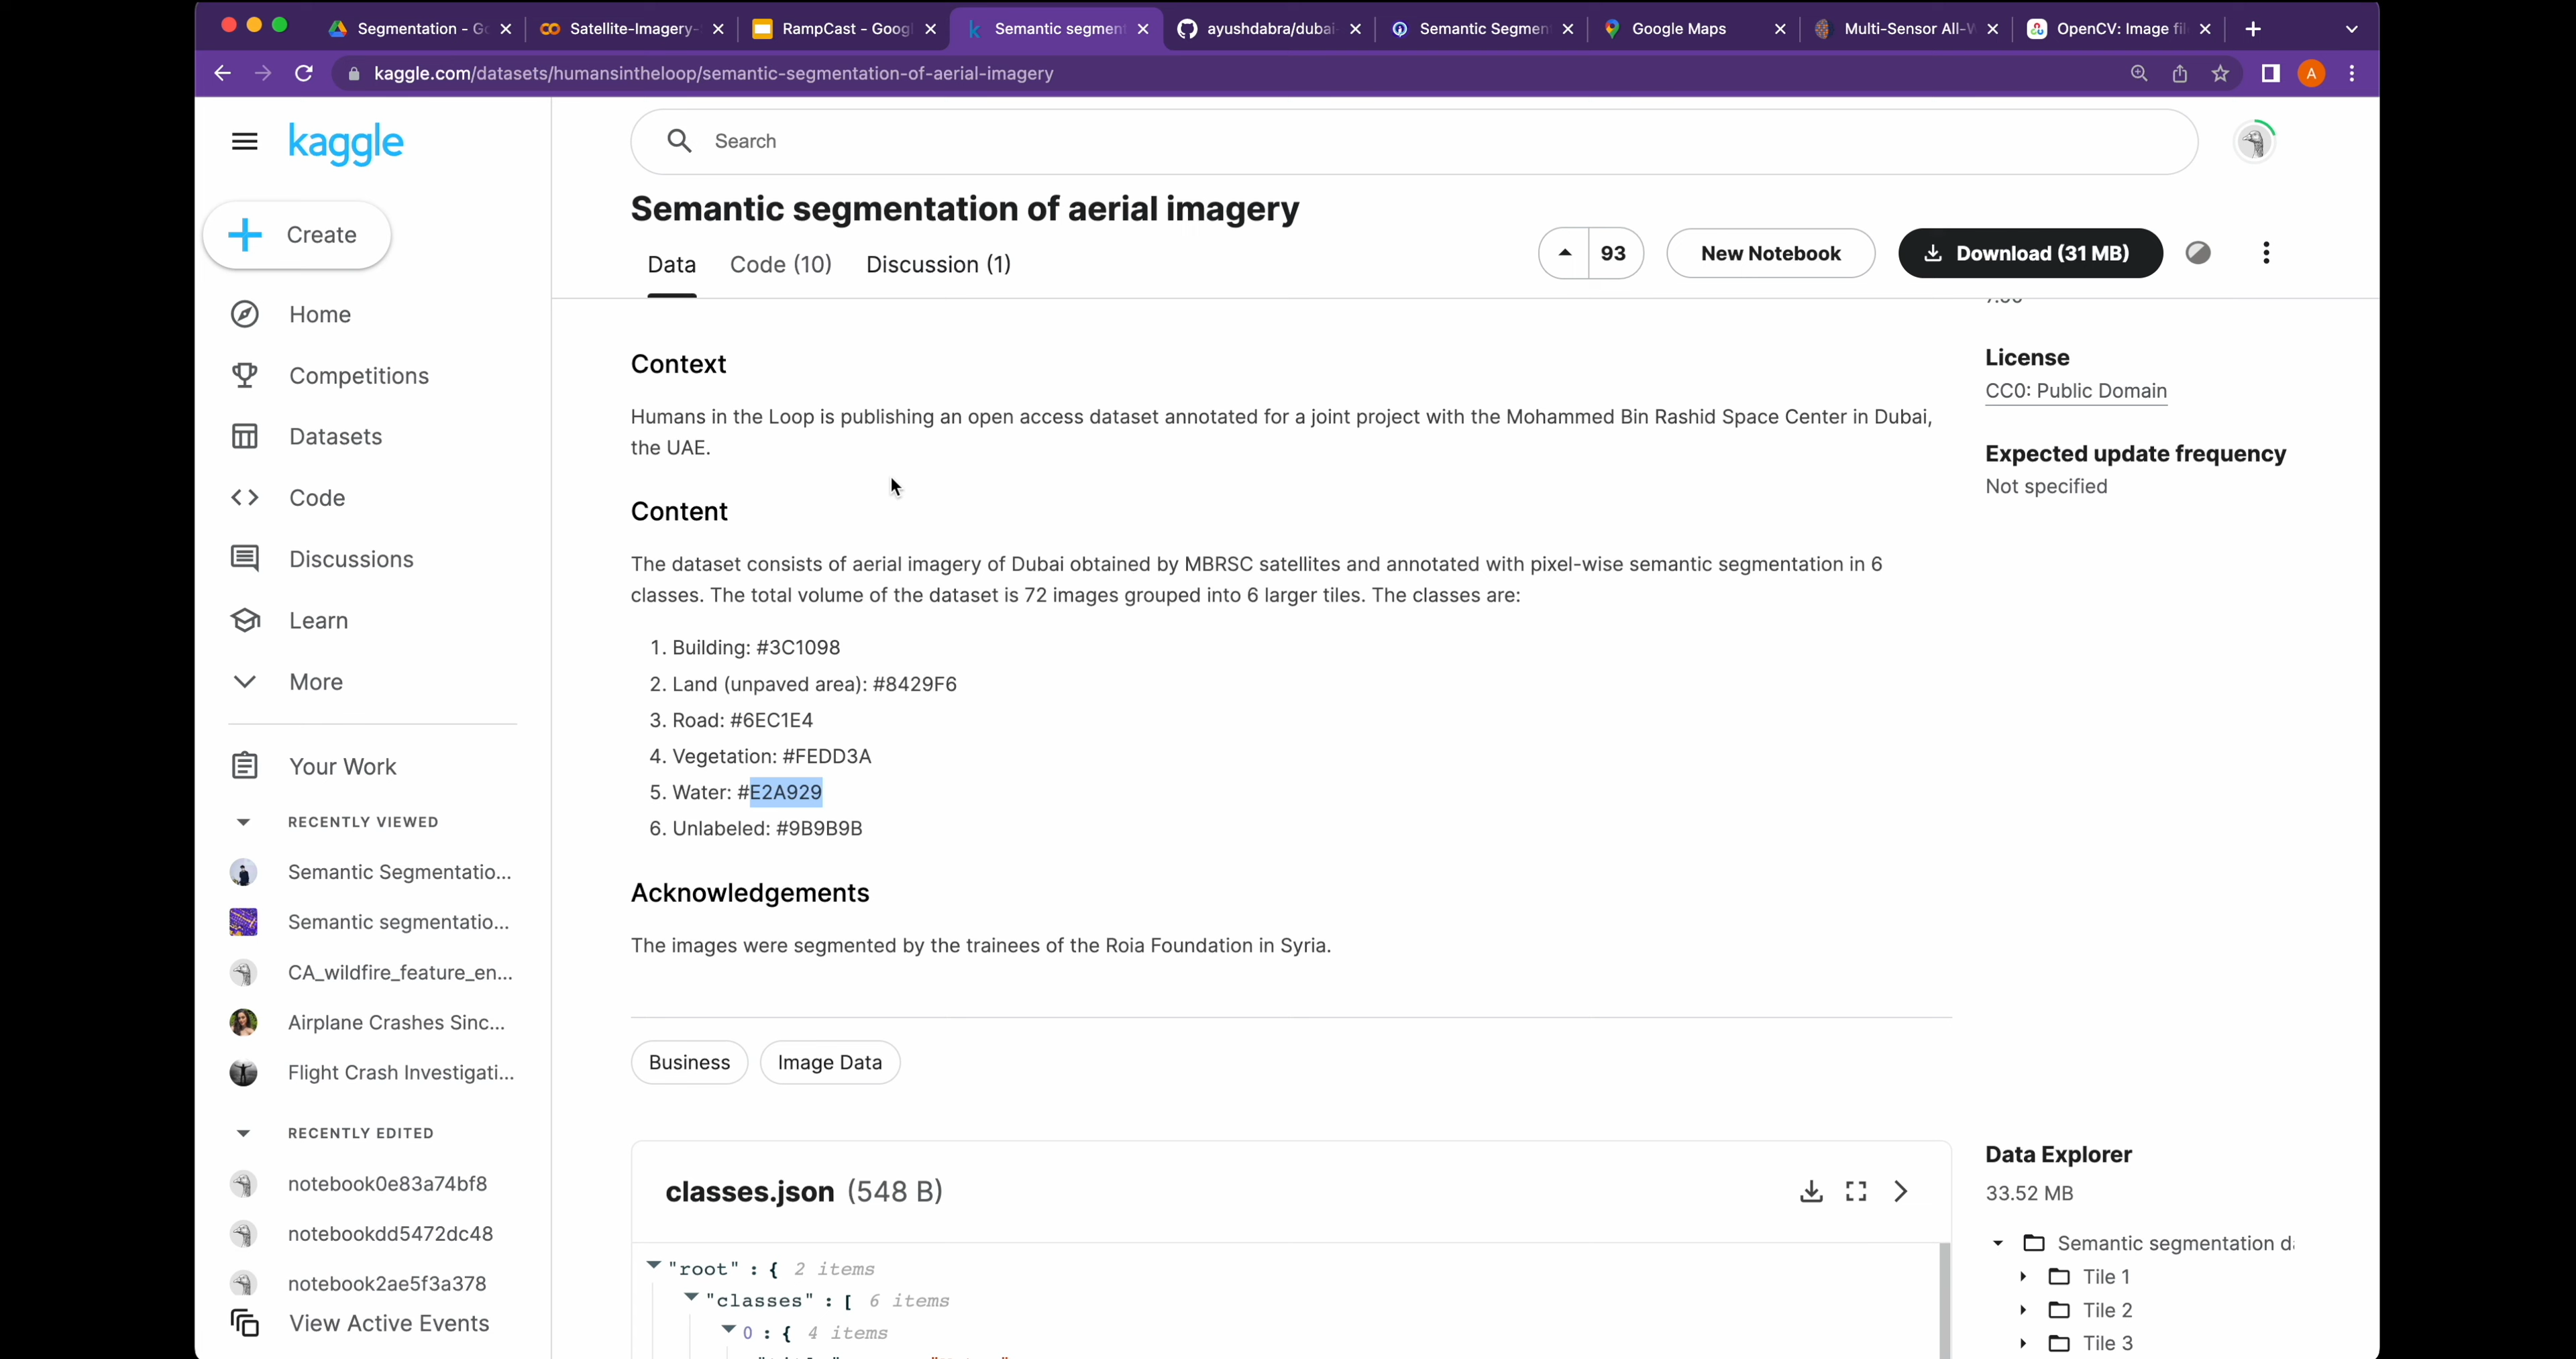 Segmentation - Go
Satellite-Imagery-
RampCast - Googl
Semantic segment
ayushdabra/dubai-
Semantic Segmen
Google Maps
Multi-Sensor All-W
OpenCV: Image fil
kaggle.com/datasets/humansintheloop/semantic-segmentation-of-aerial-imagery
A
kaggle
Search
Create
Home
Competitions
Datasets
Code
Discussions
Learn
More
Your Work
RECENTLY VIEWED
Semantic Segmentatio...
Semantic segmentatio...
CA_wildfire_feature_en...
Airplane Crashes Sinc...
Flight Crash Investigati...
RECENTLY EDITED
notebook0e83a74bf8
notebookdd5472dc48
notebook2ae5f3a378
View Active Events
Semantic segmentation of aerial imagery
Data
Code (10)
Discussion (1)
93
New Notebook
Download (31 MB)
Context
Humans in the Loop is publishing an open access dataset annotated for a joint project with the Mohammed Bin Rashid Space Center in Dubai,
the UAE.
Content
The dataset consists of aerial imagery of Dubai obtained by MBRSC satellites and annotated with pixel-wise semantic segmentation in 6
classes. The total volume of the dataset is 72 images grouped into 6 larger tiles. The classes are:
1. Building: #3C1098
2. Land (unpaved area): #8429F6
3. Road: #6EC1E4
4. Vegetation: #FEDD3A
5. Water: #E2A929
6. Unlabeled: #9B9B9B
Acknowledgements
The images were segmented by the trainees of the Roia Foundation in Syria.
Business
Image Data
classes.json (548 B)
"root" : { 2 items
"classes" : [ 6 items
0 : { 4 items
License
CC0: Public Domain
Expected update frequency
Not specified
Data Explorer
33.52 MB
Semantic segmentation da
Tile 1
Tile 2
Tile 3